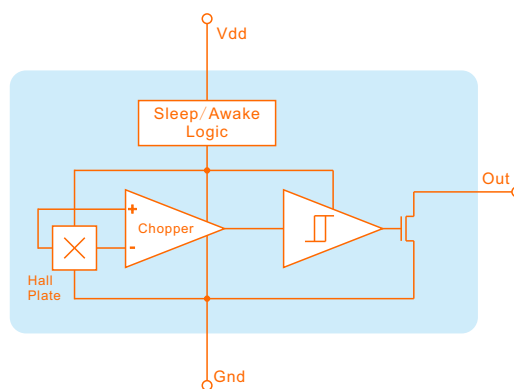 Vdd
Sleep/Awake
Logic
Out
+
Chopper
-
Hall
Plate
Gnd